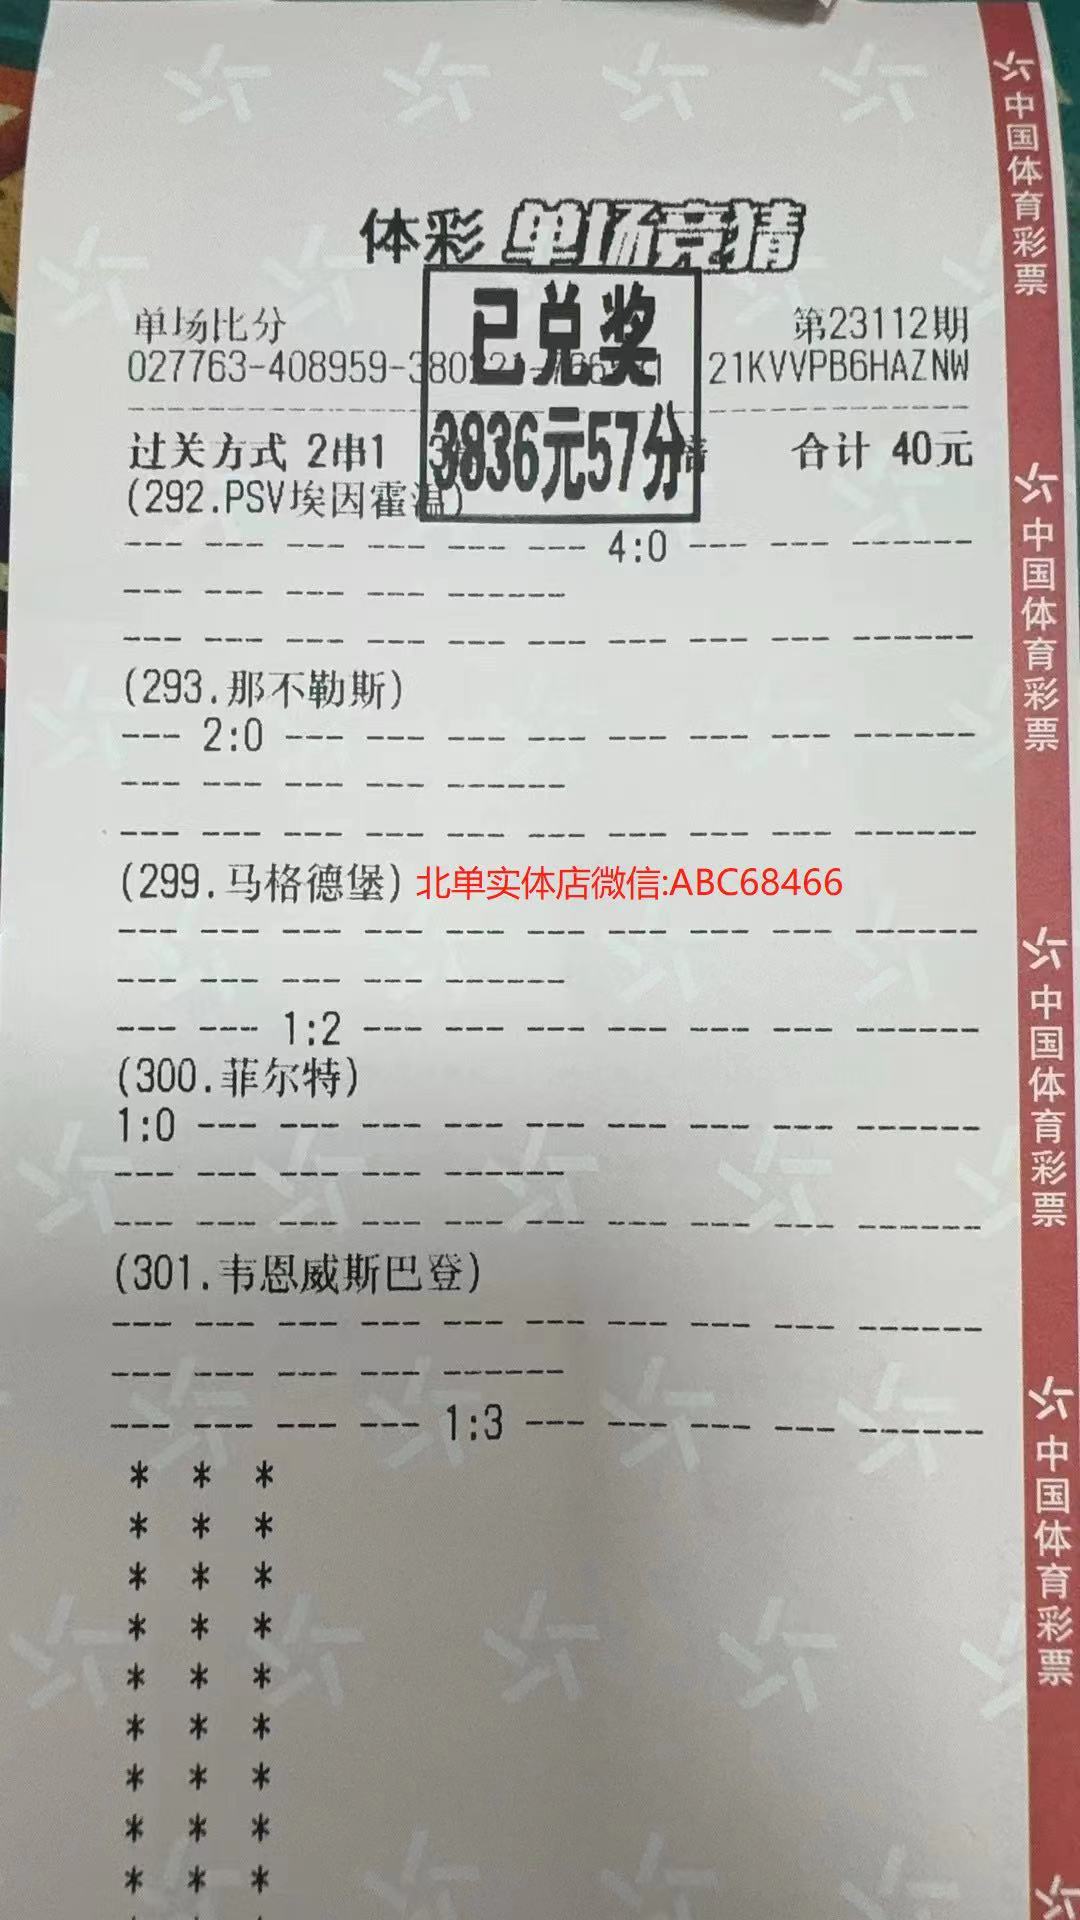 体彩 单场竞猜
单场比分 第23112期
027763-408959-380221- 21KVVPB6HAZNW
已兑奖
3836元57分
过关方式 2串1 合计 40元
(292.PSV埃因霍温)
--- --- --- --- --- --- 4:0 --- --- ------
--- --- --- --- ------
--- --- --- --- --- --- --- --- --- ------
(293.那不勒斯)
--- 2:0 --- --- --- --- --- --- --- ------
--- --- --- --- ------
--- --- --- --- --- --- --- --- --- ------
(299.马格德堡) 北单实体店微信:ABC68466
--- --- --- --- --- --- --- --- --- ------
--- --- --- --- ------
--- --- 1:2 --- --- --- --- --- --- ------
(300.菲尔特)
1:0 --- --- --- --- --- --- --- --- ------
--- --- --- --- ------
--- --- --- --- --- --- --- --- --- ------
(301.韦恩威斯巴登)
--- --- --- --- --- --- --- --- --- ------
--- --- --- --- ------
--- --- --- --- 1:3 --- --- --- --- ------
* * *
* * *
* * *
* * *
* * *
* * *
* * *
* * *
* * *
中国体育彩票
中国体育彩票
中国体育彩票
中国体育彩票